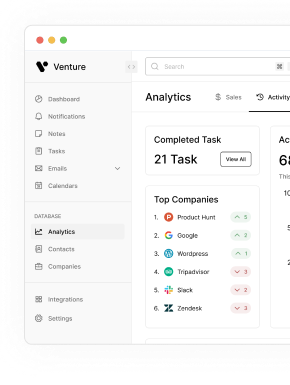 Venture
Search
⌘
Analytics
Sales
Activity
Dashboard
Notifications
Notes
Tasks
Emails
Calendars
DATABASE
Analytics
Contacts
Companies
Integrations
Settings
Completed Task
21 Task
View All
Top Companies
1. Product Hunt 5
2. Google 2
3. Wordpress 1
4. Tripadvisor 3
5. Slack 2
6. Zendesk 3
Ac
68
This
10
5
2